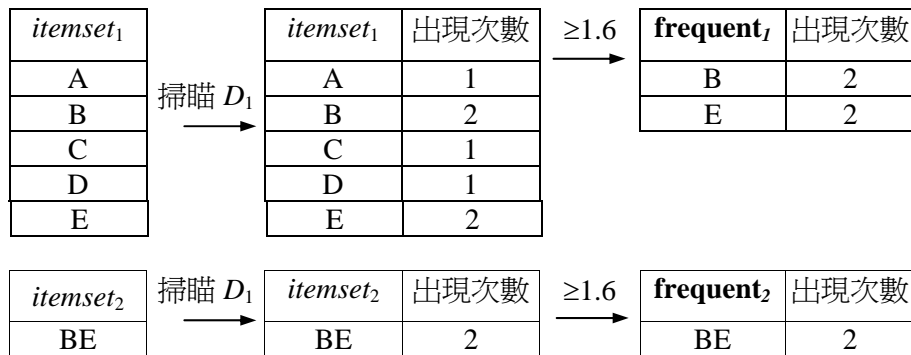 itemset₁ itemset₁ 出現次數 ≥1.6 frequent₁ 出現次數
A 掃瞄 D₁ A 1 B 2
B B 2 E 2
C C 1
D D 1
E E 2
itemset₂ 掃瞄 D₁ itemset₂ 出現次數 ≥1.6 frequent₂ 出現次數
BE BE 2 BE 2